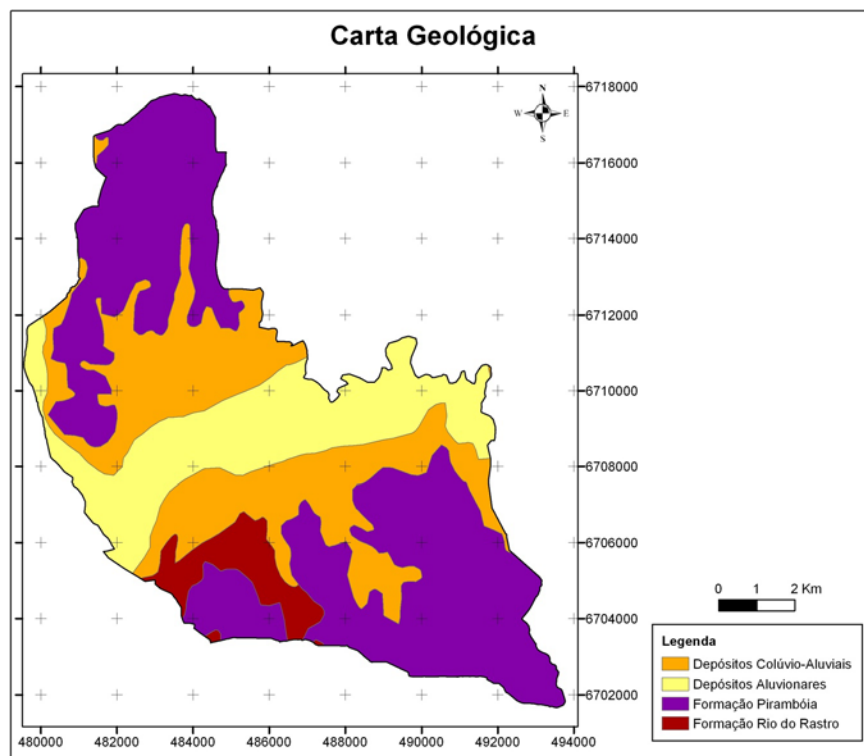 Carta Geológica
N
W E
S
6718000
6716000
6714000
6712000
6710000
6708000
6706000
6704000
6702000
0 1 2 Km
Legenda
Depósitos Colúvio-Aluviais
Depósitos Aluvionares
Formação Pirambóia
Formação Rio do Rastro
480000 482000 484000 486000 488000 490000 492000 494000